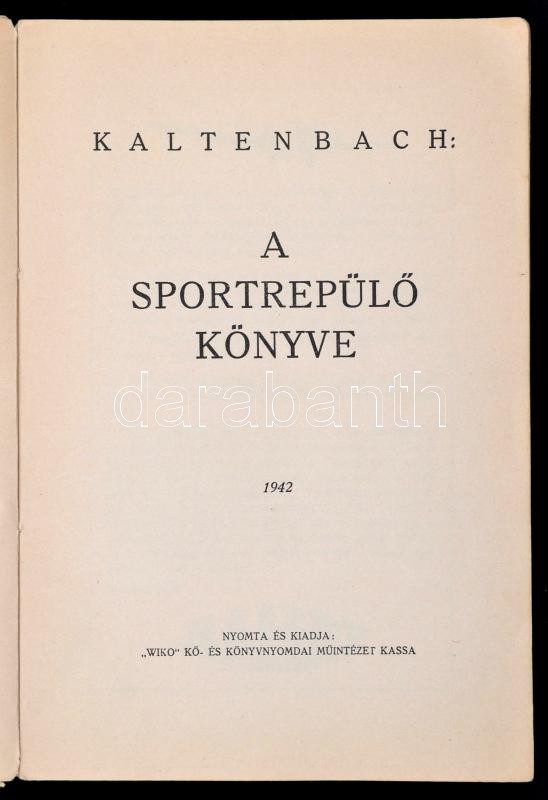 KALTENBACH:
A
SPORTREPÜLŐ
KÖNYVE
darabanth
1942
NYOMTA ÉS KIADJA:
„WIKO" KŐ- ÉS KÖNYVNYOMDAI MŰINTÉZET KASSA